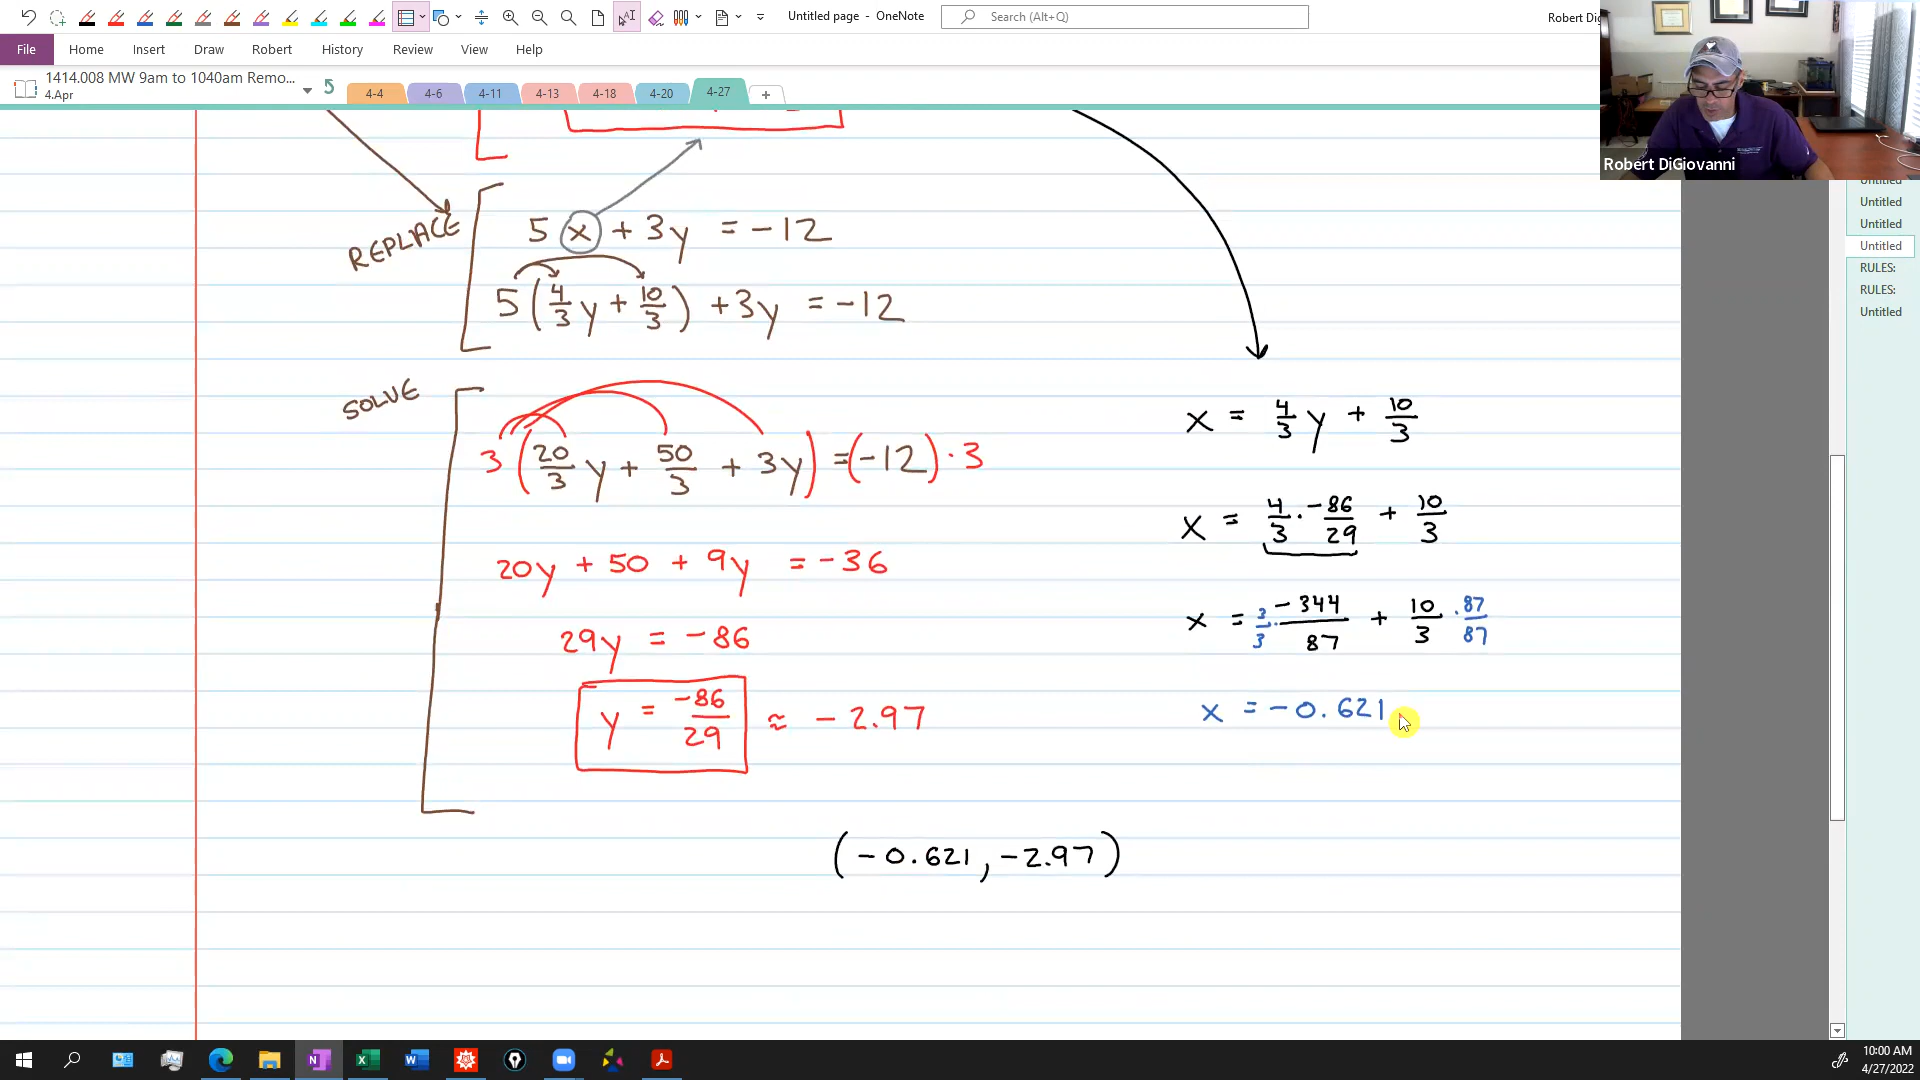 Untitled page - OneNote
Search (Alt+Q)
Robert Di
File Home Insert Draw Robert History Review View Help
1414.008 MW 9am to 1040am Remo...
4.Apr
4-4 4-6 4-11 4-13 4-18 4-20 4-27
Robert DiGiovanni
Untitled
Untitled
Untitled
Untitled
RULES:
RULES:
Untitled
REPLACE
5x + 3y = -12
5(4/3 y + 10/3) + 3y = -12
SOLVE
3(20/3 y + 50/3 + 3y) = (-12)·3
20y + 50 + 9y = -36
29y = -86
y = -86/29 ≈ -2.97
x = 4/3 y + 10/3
x = 4/3 · -86/29 + 10/3
x = 3/3 · -344/87 + 10/3 · 87/87
x = -0.621
(-0.621, -2.97)
10:00 AM
4/27/2022